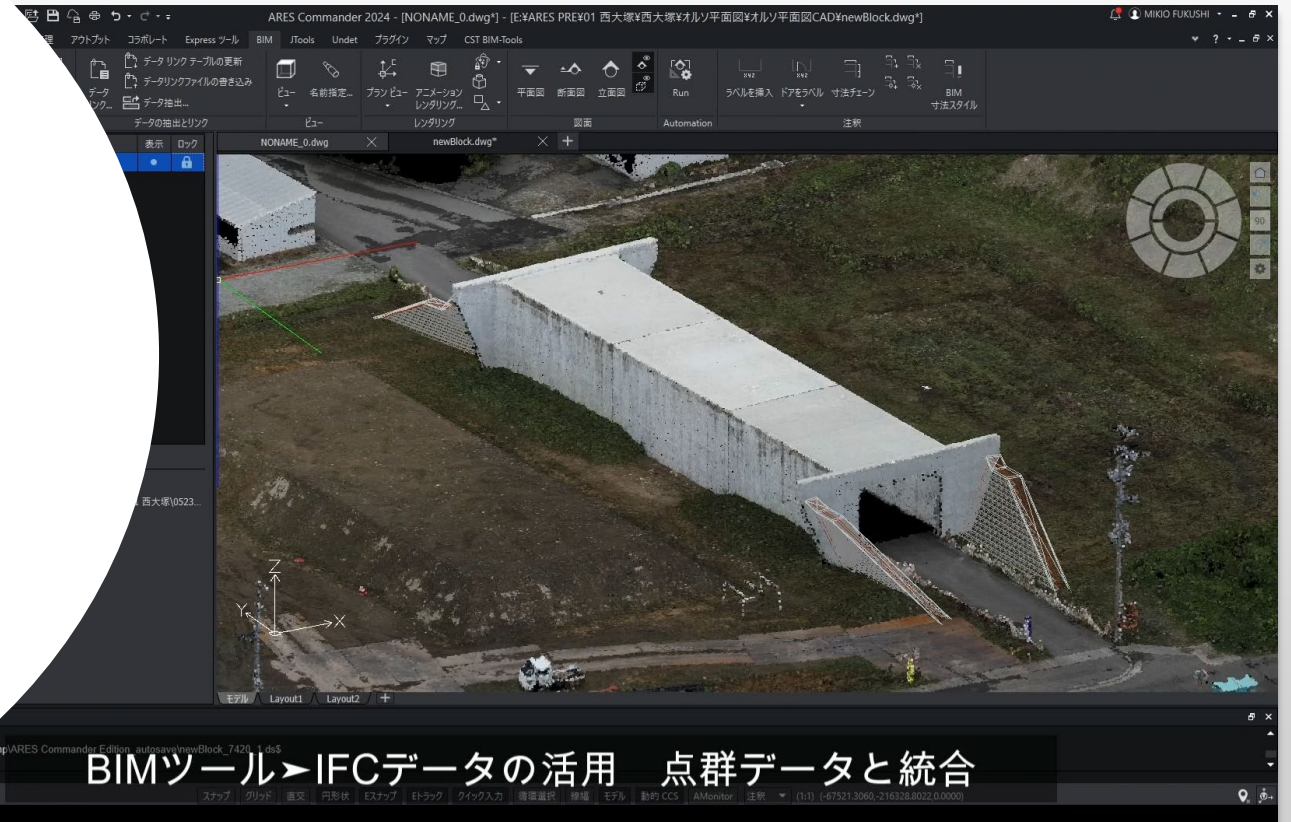 ARES Commander 2024 - [NONAME_0.dwg*] - [E:¥ARES PRE¥01 西大塚¥西大塚¥オルソ平面図¥オルソ平面図CAD¥newBlock.dwg*]
MIKIO FUKUSHI
理 アウトプット コラボレート Express ツール BIM JTools Undet プラグイン マップ CST BIM-Tools
データ リンク テーブルの更新
データリンクファイルの書き込み
データ抽出...
データ
ンク...
データの抽出とリンク
ビュー 名前指定...
ビュー
プラン ビュー アニメーション
レンダリング...
レンダリング
平面図 断面図 立面図
図面
Run
Automation
ラベルを挿入 ドアをラベル 寸法チェーン BIM
寸法スタイル
注釈
表示 ロック
NONAME_0.dwg
newBlock.dwg*
90
西大塚\0523...
Z
Y
X
モデル Layout1 Layout2
mp\ARES Commander Edition_autosave\newBlock_7420_1.ds$
BIMツール➤IFCデータの活用 点群データと統合
スナップ グリッド 直交 円形状 Eスナップ Eトラック クイック入力 循環選択 線幅 モデル 動的 CCS AMonitor 注釈 (1:1) (-67521.3060,-216328.8022,0.0000)